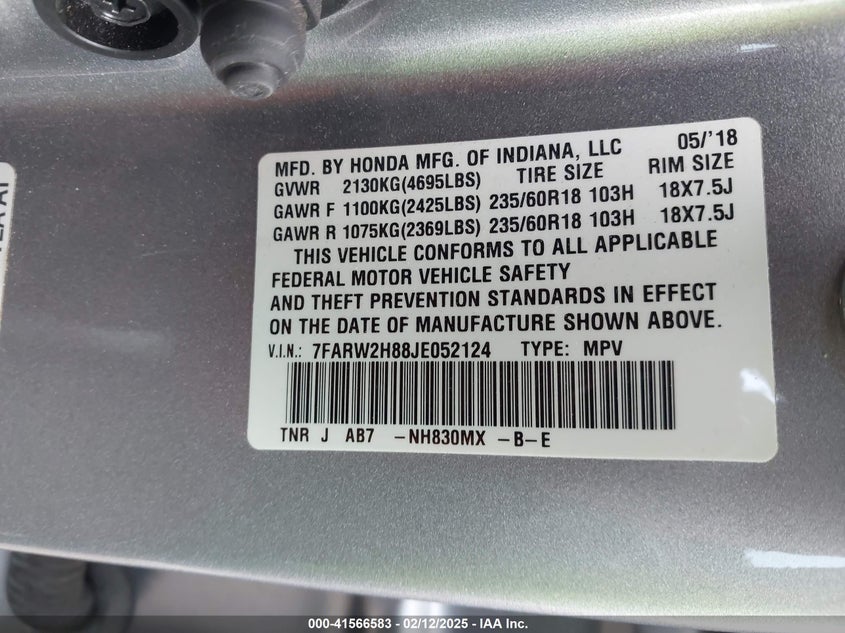 MFD. BY HONDA MFG. OF INDIANA, LLC 05/'18
GVWR 2130KG(4695LBS) TIRE SIZE RIM SIZE
GAWR F 1100KG(2425LBS) 235/60R18 103H 18X7.5J
GAWR R 1075KG(2369LBS) 235/60R18 103H 18X7.5J
THIS VEHICLE CONFORMS TO ALL APPLICABLE
FEDERAL MOTOR VEHICLE SAFETY
AND THEFT PREVENTION STANDARDS IN EFFECT
ON THE DATE OF MANUFACTURE SHOWN ABOVE.
V.I.N.: 7FARW2H88JE052124 TYPE: MPV
TNR J AB7 -NH830MX -B-E
000-41566583 - 02/12/2025 - IAA Inc.